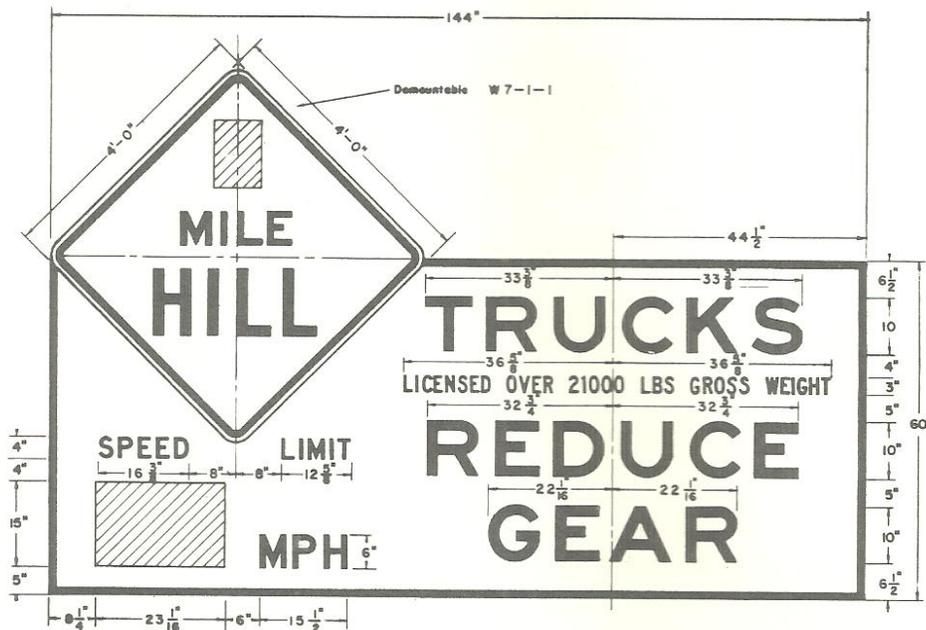 144"
Demountable W 7-1-1
4'-0"
4'-0"
MILE
HILL
44 1/2"
33 3/8" 33 3/8"
6 1/2"
TRUCKS
10
36 5/8" 36 5/8"
4"
LICENSED OVER 21000 LBS GROSS WEIGHT
3"
32 3/4" 32 3/4"
5"
REDUCE
10"
60
4"
SPEED LIMIT
4"
16 3/8" 8" 8" 12 5/8"
22 1/16" 22 1/16"
5"
GEAR
10"
15"
MPH
6"
5"
6 1/2"
8 1/4" 23 1/16" 6" 15 1/2"